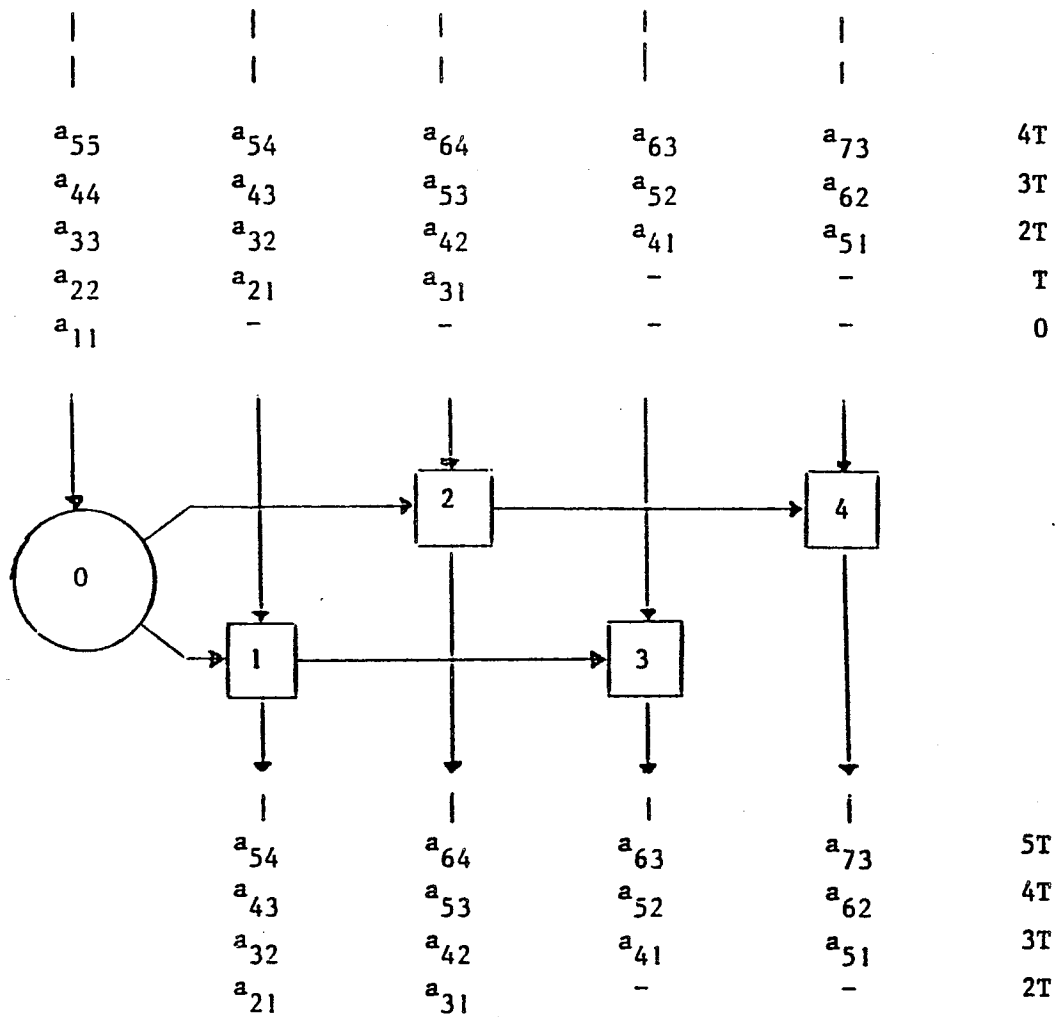 a55 a54 a64 a63 a73 4T
a44 a43 a53 a52 a62 3T
a33 a32 a42 a41 a51 2T
a22 a21 a31 - - T
a11 - - - - 0
2 4
0
1 3
a54 a64 a63 a73 5T
a43 a53 a52 a62 4T
a32 a42 a41 a51 3T
a21 a31 - - 2T